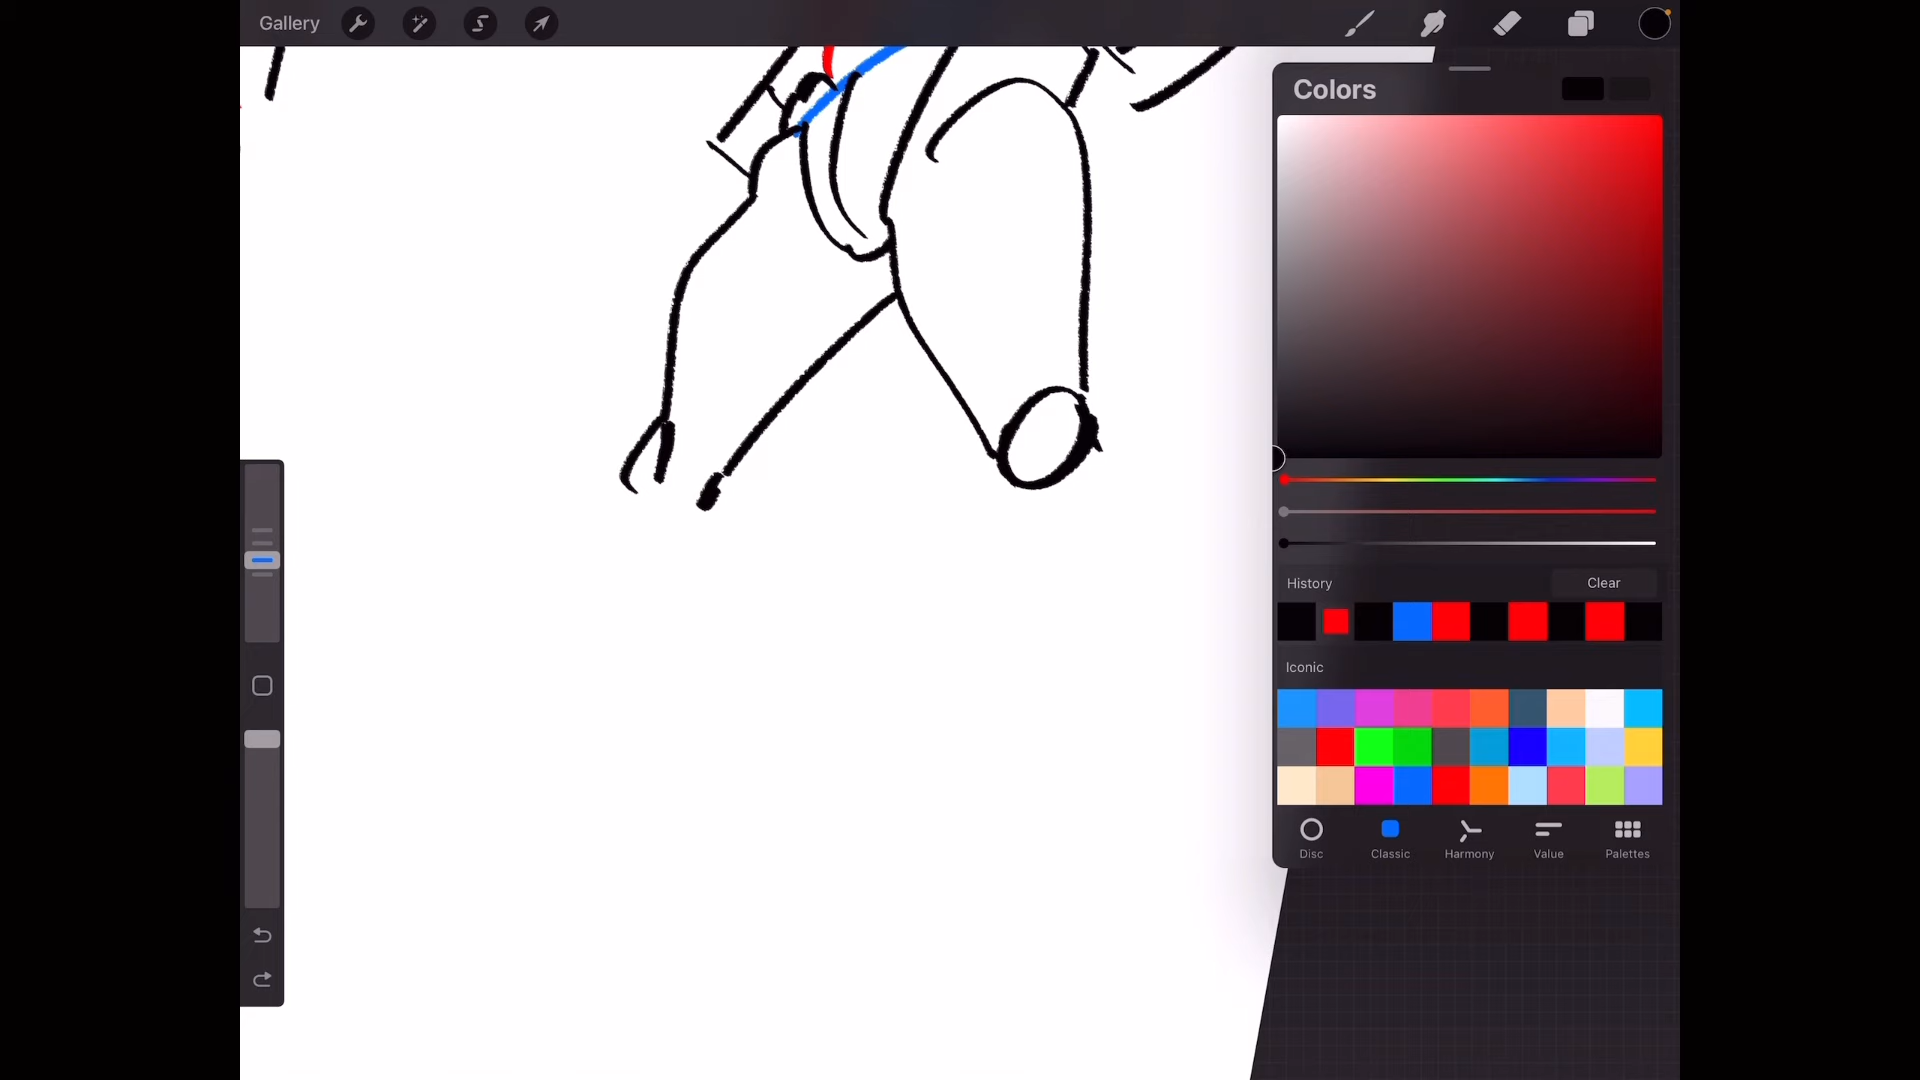 Gallery
Colors
History
Clear
Iconic
Disc
Classic
Harmony
Value
Palettes